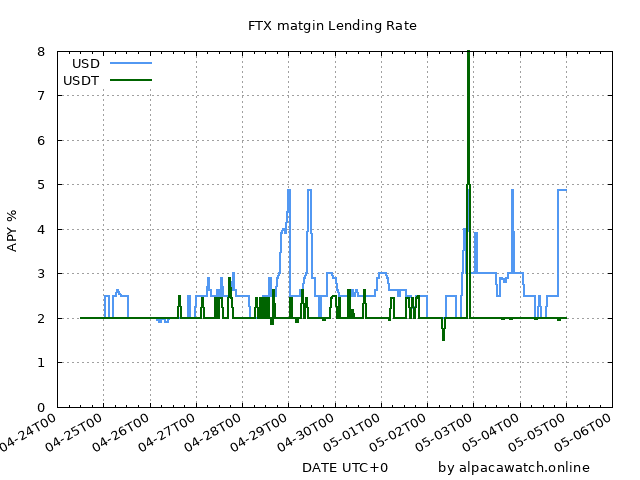 FTX matgin Lending Rate
USD
USDT
APY %
8
7
6
5
4
3
2
1
0
04-24T00
04-25T00
04-26T00
04-27T00
04-28T00
04-29T00
04-30T00
05-01T00
05-02T00
05-03T00
05-04T00
05-05T00
05-06T00
DATE UTC+0
by alpacawatch.online